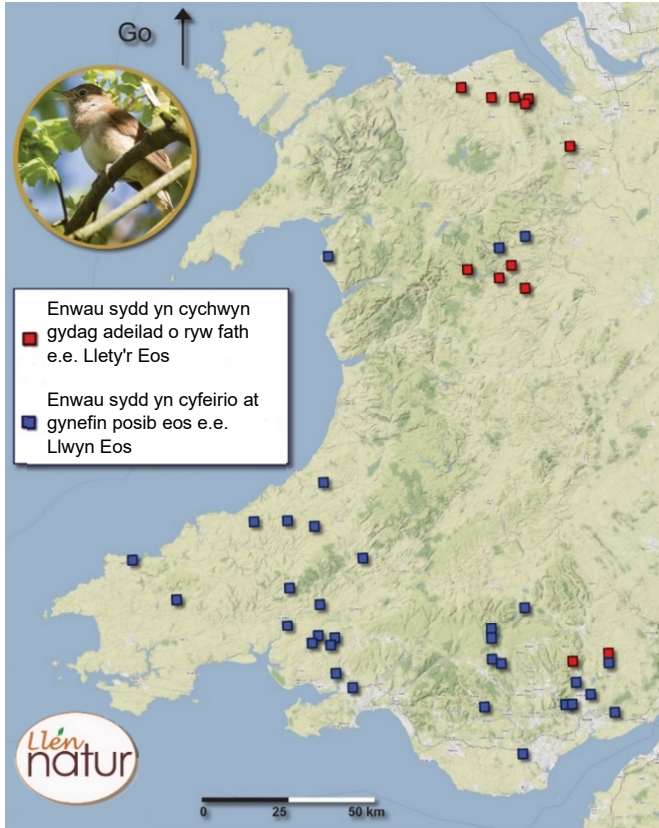 Go
Enwau sydd yn cychwyn
gydag adeilad o ryw fath
e.e. Llety'r Eos
Enwau sydd yn cyfeirio at
gynefin posib eos e.e.
Llwyn Eos
Llên
natur
0 25 50 km